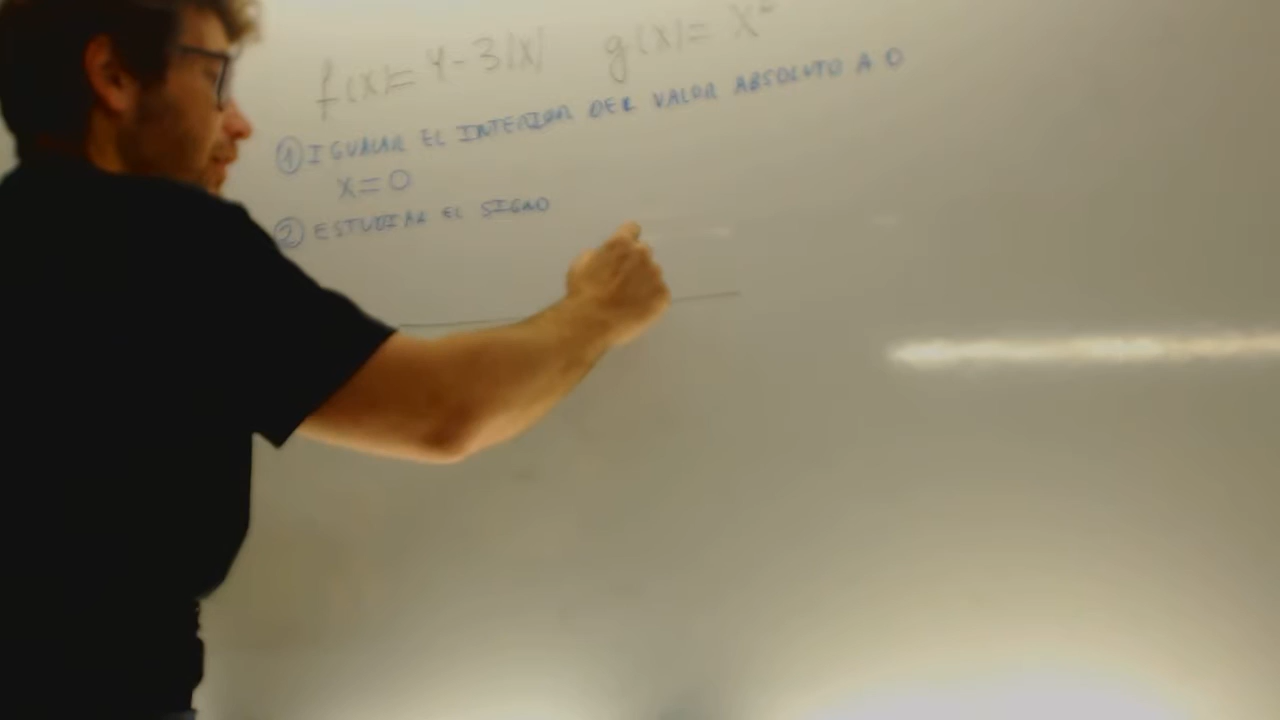 f(x)= 4-3|x| g(x)= x²
① IGUALAR EL INTERIOR DEL VALOR ABSOLUTO A 0
x=0
② ESTUDIAR EL SIGNO